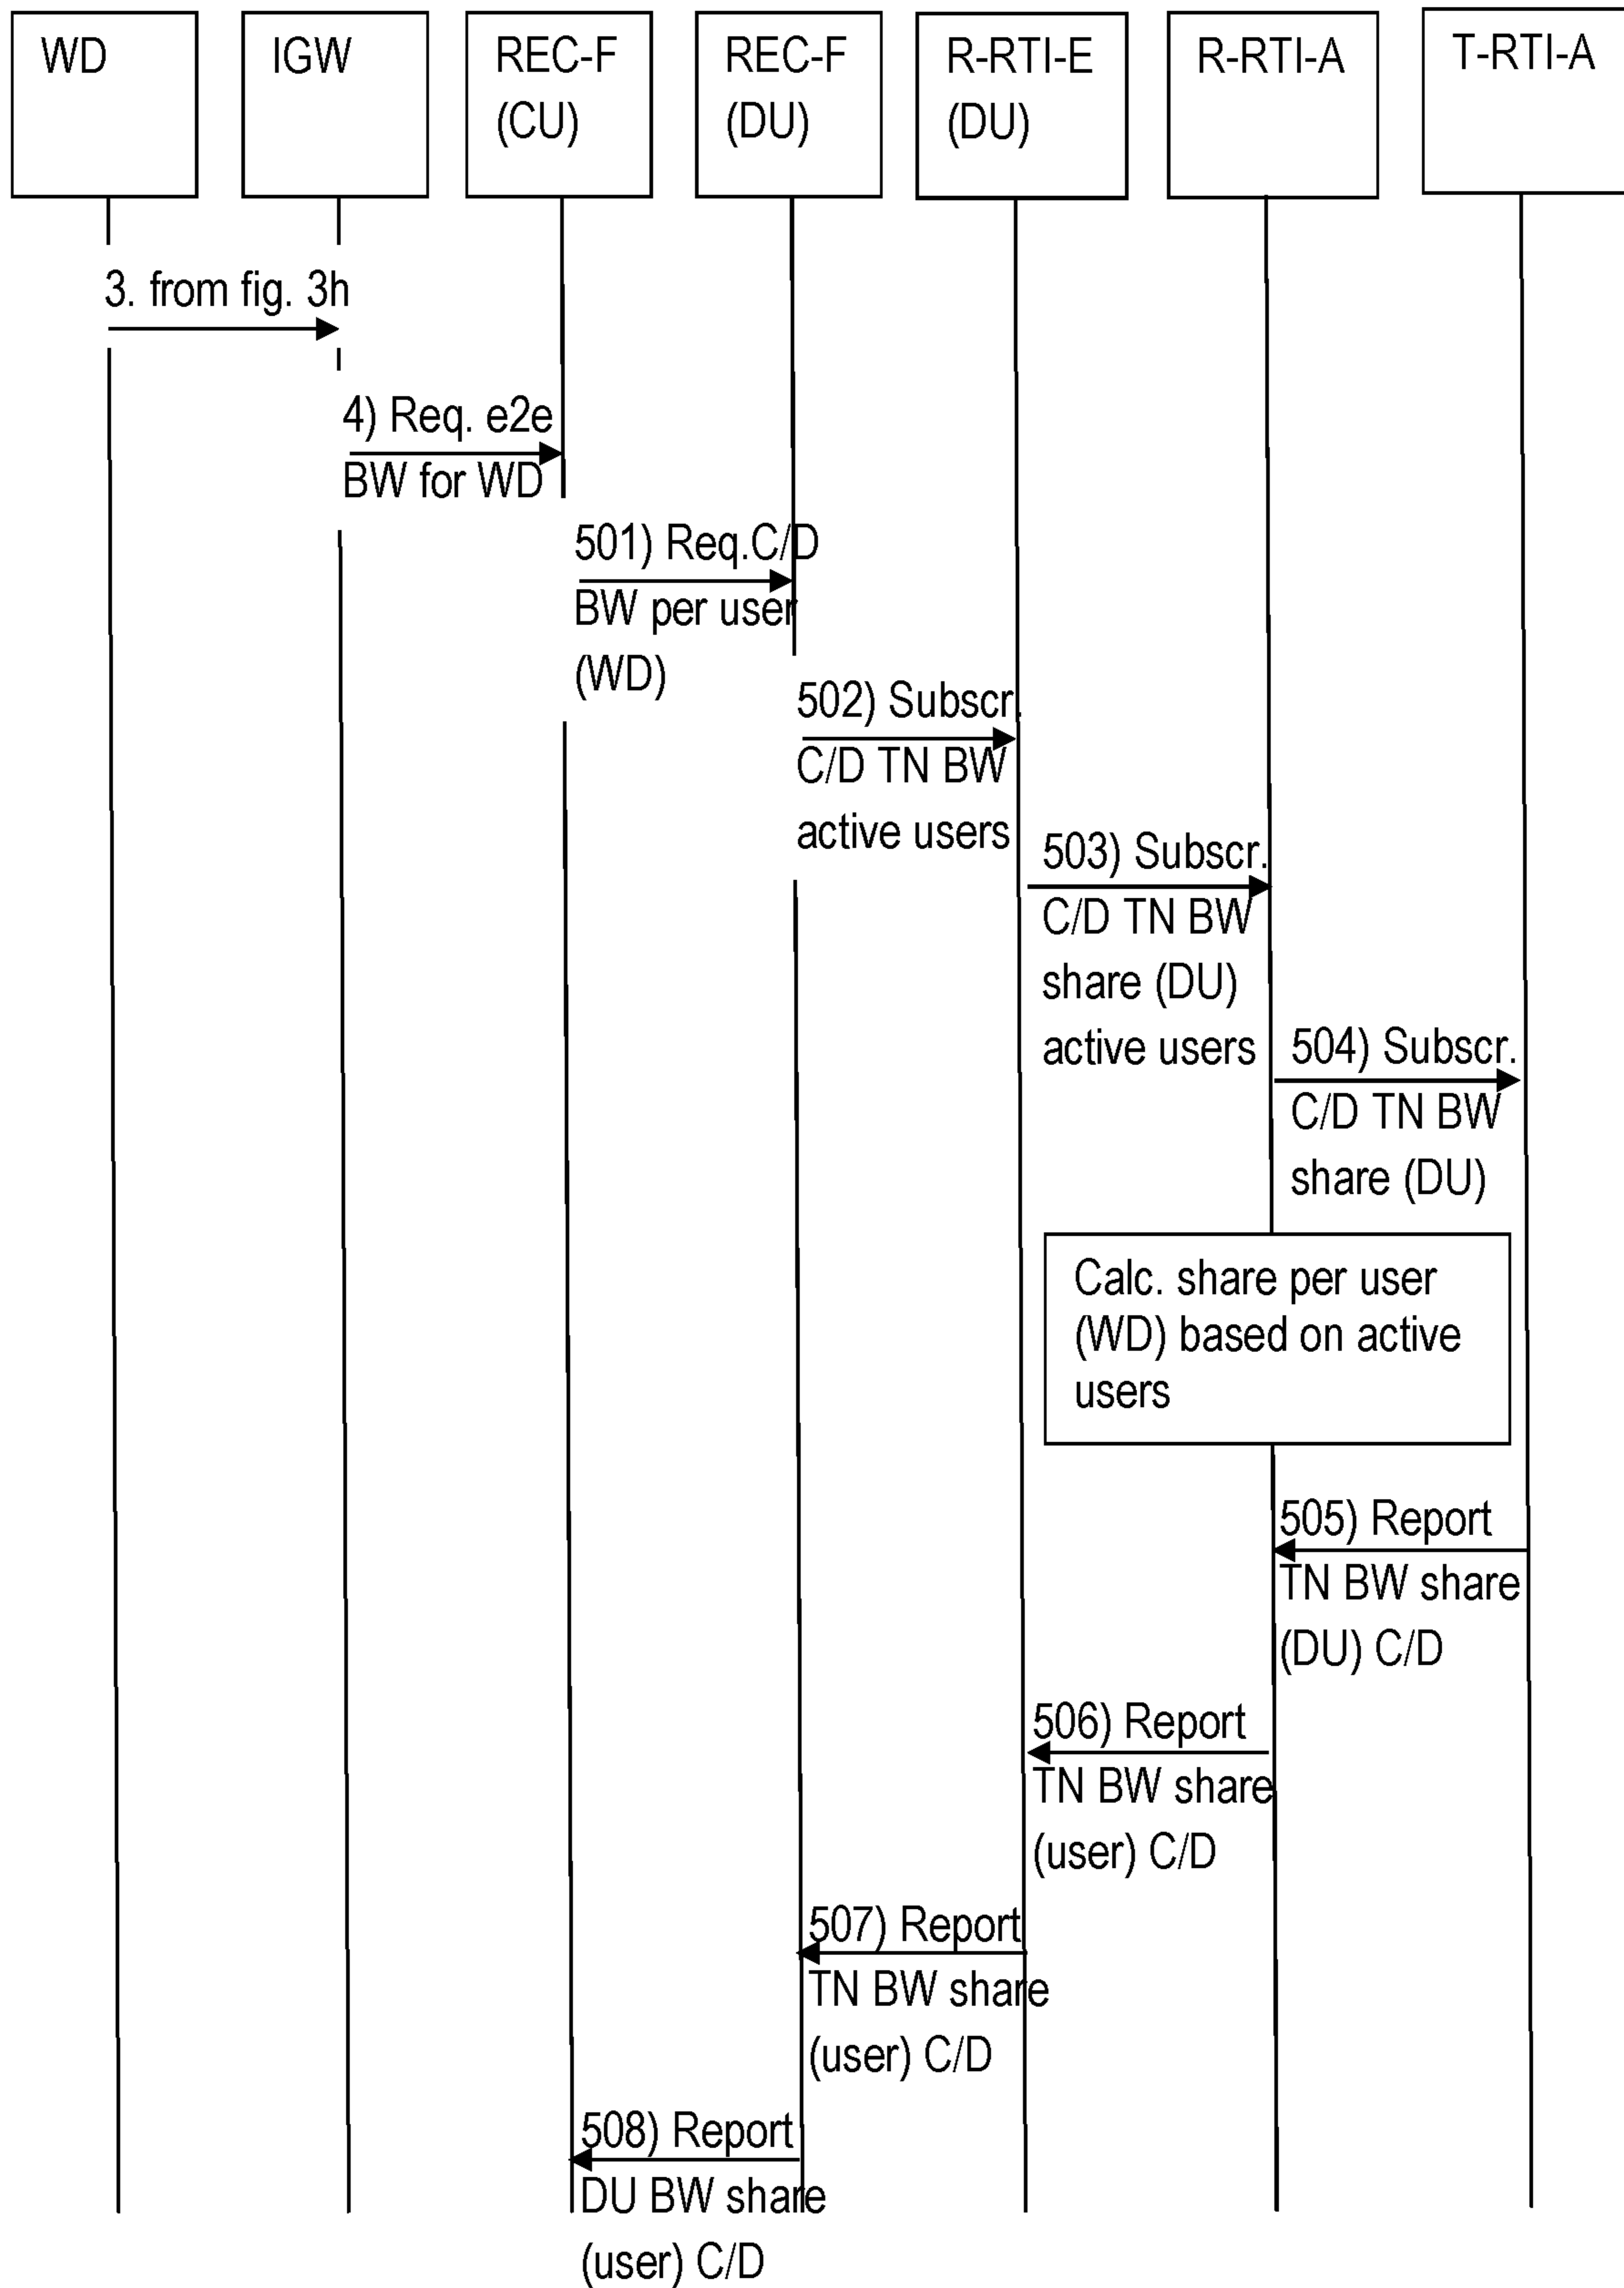 WD
IGW
REC-F
(CU)
REC-F
(DU)
R-RTI-E
(DU)
R-RTI-A
T-RTI-A
3. from fig. 3h
4) Req. e2e
BW for WD
501) Req.C/D
BW per user
(WD)
502) Subscr.
C/D TN BW
active users
503) Subscr.
C/D TN BW
share (DU)
active users
504) Subscr.
C/D TN BW
share (DU)
Calc. share per user
(WD) based on active
users
505) Report
TN BW share
(DU) C/D
506) Report
TN BW share
(user) C/D
507) Report
TN BW share
(user) C/D
508) Report
DU BW share
(user) C/D